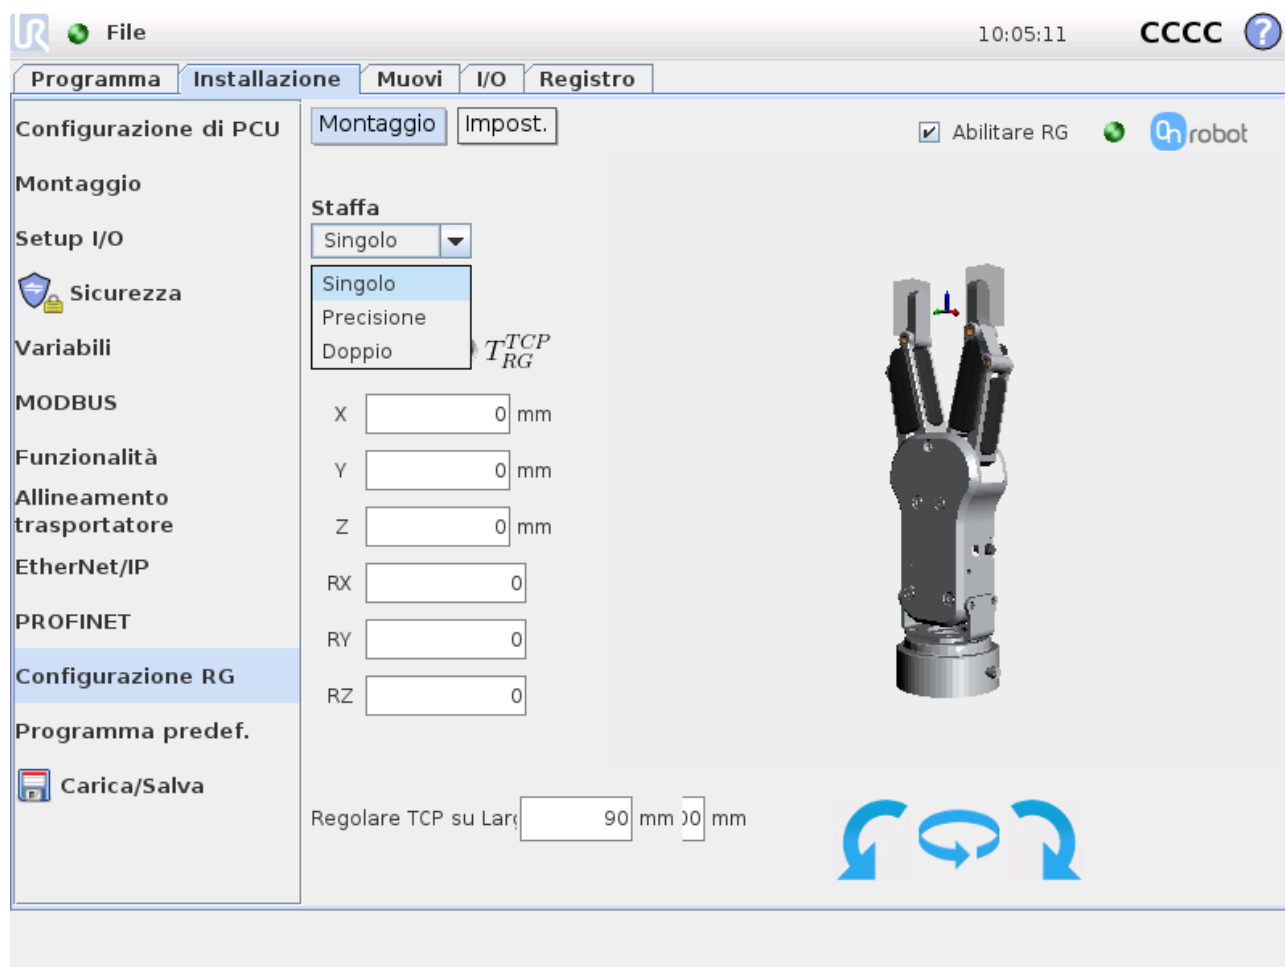 UR File 10:05:11 CCCC ?
Programma Installazione Muovi I/O Registro
Configurazione di PCU
Montaggio
Setup I/O
Sicurezza
Variabili
MODBUS
Funzionalità
Allineamento
trasportatore
EtherNet/IP
PROFINET
Configurazione RG
Programma predef.
Carica/Salva
Montaggio Impost.
Abilitare RG On robot
Staffa
Singolo
Singolo
Precisione
Doppio
T RG TCP
X 0 mm
Y 0 mm
Z 0 mm
RX 0
RY 0
RZ 0
Regolare TCP su 90 mm 00 mm